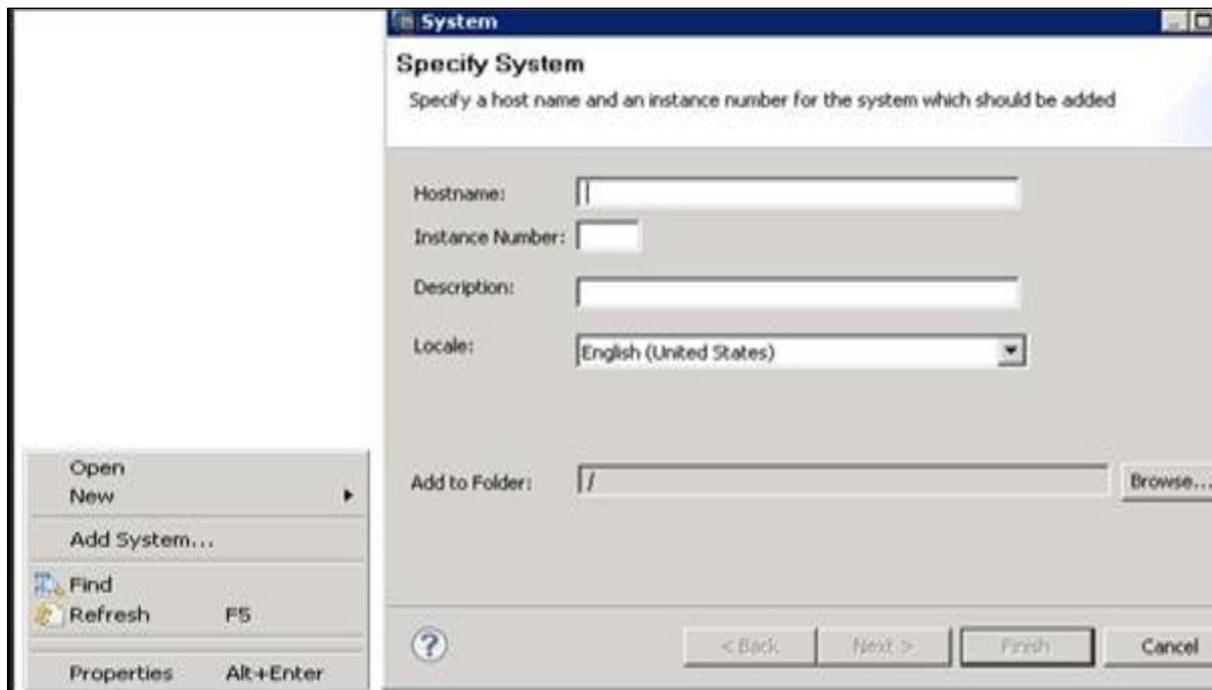 System
Specify System
Specify a host name and an instance number for the system which should be added
Hostname:
Instance Number:
Description:
Locale: English (United States)
Add to Folder: / Browse...
? < Back Next > Finish Cancel
Open
New
Add System...
Find
Refresh F5
Properties Alt+Enter